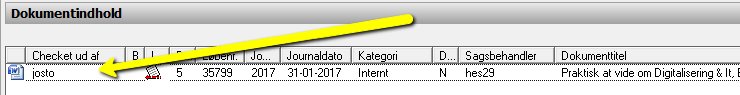 Dokumentindhold
Checket ud af B Jo... Journaldato Kategori D... Sagsbehandler Dokumenttitel
josto 5 35799 2017 31-01-2017 Internt N hes29 Praktisk at vide om Digitalisering & It,